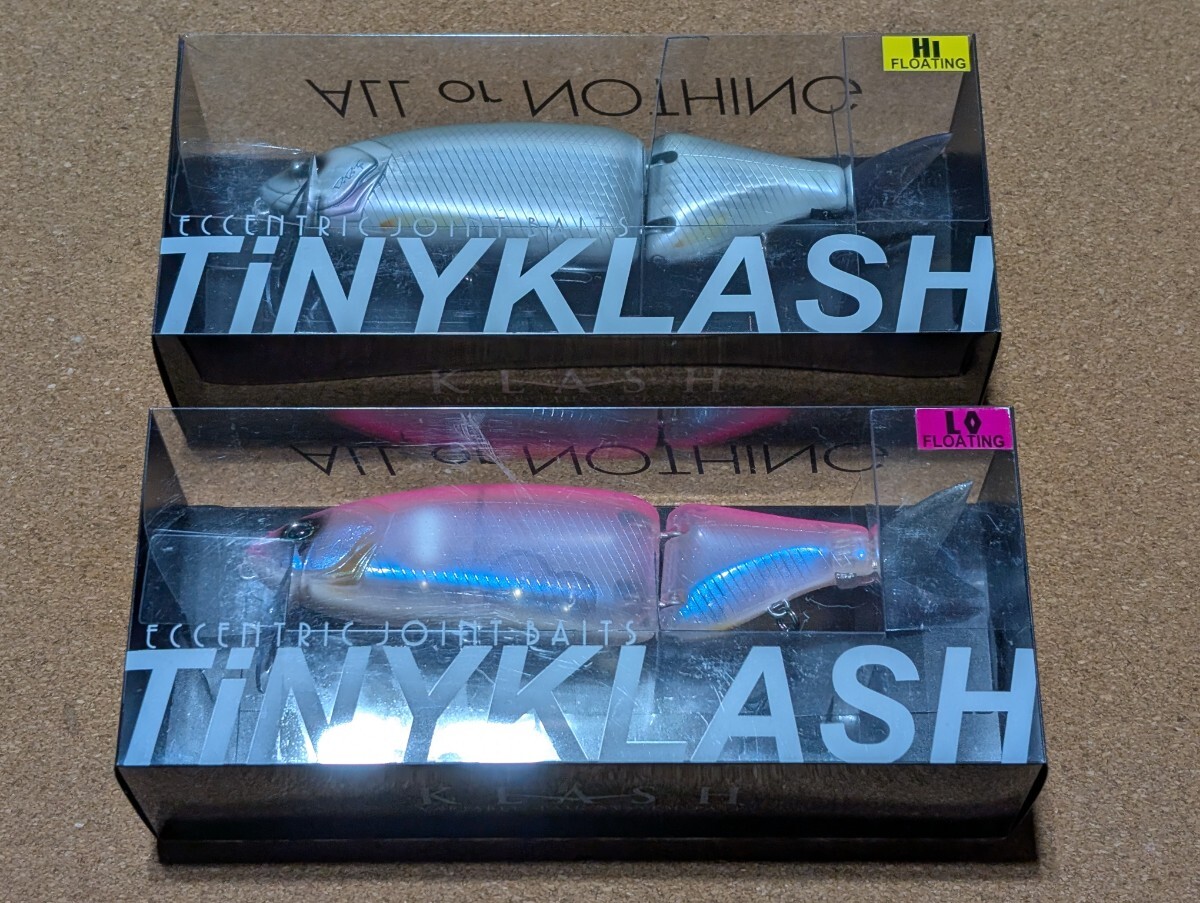 Hi
FLOATING
ALL or NOTHiNG
ECCENTRIC JOINT BAITS
TiNYKLASH
KLASH
LO
FLOATING
ALL or NOTHiNG
ECCENTRIC JOINT BAITS
TiNYKLASH
KLASH